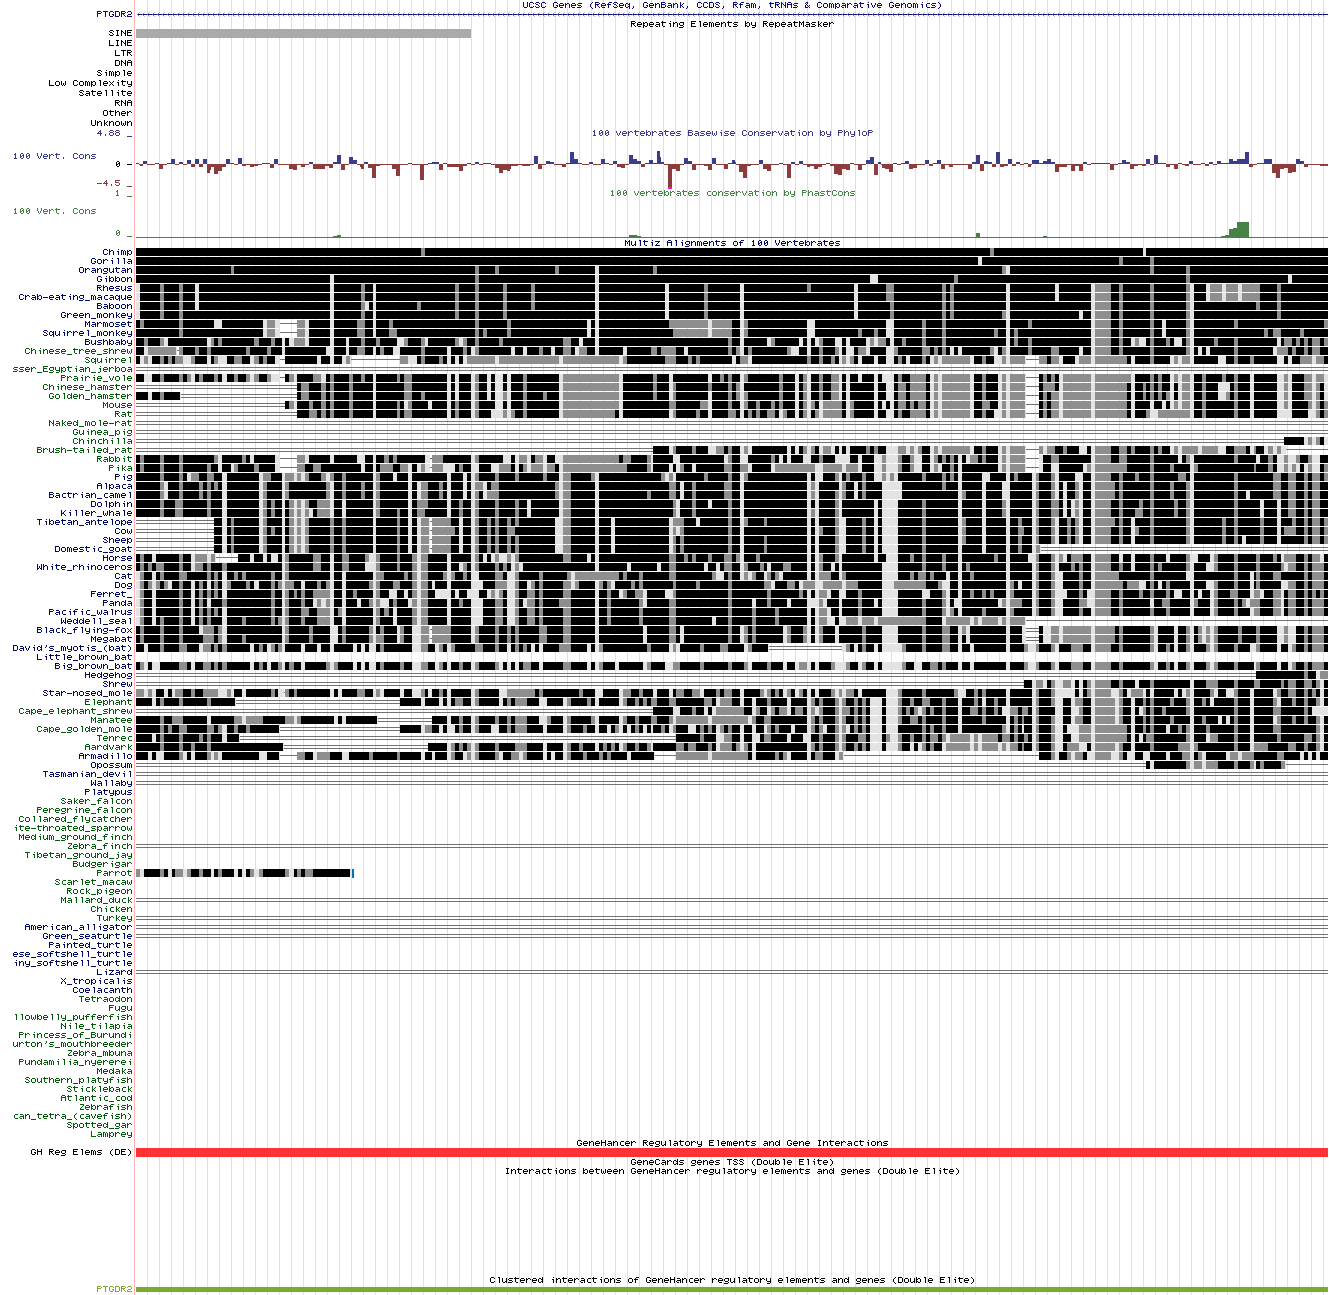 UCSC Genes (RefSeq, GenBank, CCDS, Rfam, tRNAs & Comparative Genomics)
PTGDR2
Repeating Elements by RepeatMasker
SINE
LINE
LTR
DNA
Simple
Low Complexity
Satellite
RNA
Other
Unknown
4.88 _
100 vertebrates Basewise Conservation by PhyloP
100 Vert. Cons
0 _
-4.5 _
100 vertebrates conservation by PhastCons
1 _
100 Vert. Cons
0 _
Multiz Alignments of 100 Vertebrates
Chimp
Gorilla
Orangutan
Gibbon
Rhesus
Crab-eating_macaque
Baboon
Green_monkey
Marmoset
Squirrel_monkey
Bushbaby
Chinese_tree_shrew
Squirrel
sser_Egyptian_jerboa
Prairie_vole
Chinese_hamster
Golden_hamster
Mouse
Rat
Naked_mole-rat
Guinea_pig
Chinchilla
Brush-tailed_rat
Rabbit
Pika
Pig
Alpaca
Bactrian_camel
Dolphin
Killer_whale
Tibetan_antelope
Cow
Sheep
Domestic_goat
Horse
White_rhinoceros
Cat
Dog
Ferret_
Panda
Pacific_walrus
Weddell_seal
Black_flying-fox
Megabat
David's_myotis_(bat)
Little_brown_bat
Big_brown_bat
Hedgehog
Shrew
Star-nosed_mole
Elephant
Cape_elephant_shrew
Manatee
Cape_golden_mole
Tenrec
Aardvark
Armadillo
Opossum
Tasmanian_devil
Wallaby
Platypus
Saker_falcon
Peregrine_falcon
Collared_flycatcher
ite-throated_sparrow
Medium_ground_finch
Zebra_finch
Tibetan_ground_jay
Budgerigar
Parrot
Scarlet_macaw
Rock_pigeon
Mallard_duck
Chicken
Turkey
American_alligator
Green_seaturtle
Painted_turtle
ese_softshell_turtle
iny_softshell_turtle
Lizard
X_tropicalis
Coelacanth
Tetraodon
Fugu
llowbelly_pufferfish
Nile_tilapia
Princess_of_Burundi
urton's_mouthbreeder
Zebra_mbuna
Pundamilia_nyererei
Medaka
Southern_platyfish
Stickleback
Atlantic_cod
Zebrafish
can_tetra_(cavefish)
Spotted_gar
Lamprey
GeneHancer Regulatory Elements and Gene Interactions
GH Reg Elems (DE)
GeneCards genes TSS (Double Elite)
Interactions between GeneHancer regulatory elements and genes (Double Elite)
Clustered interactions of GeneHancer regulatory elements and genes (Double Elite)
PTGDR2